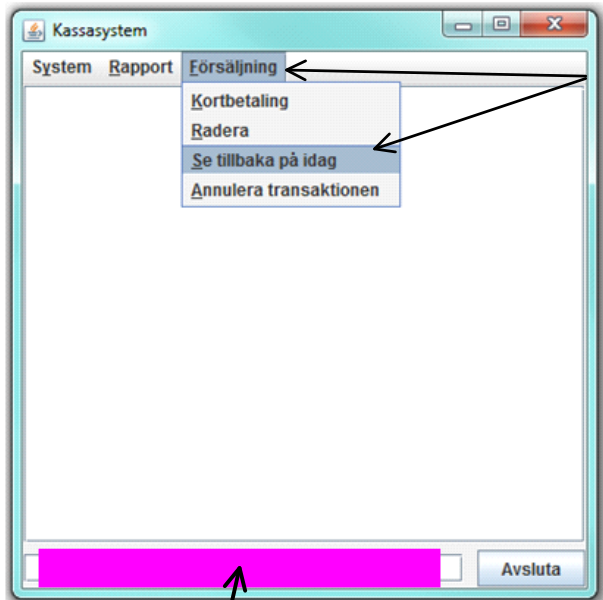 Kassasystem
System Rapport Försäljning
Kortbetaling
Radera
Se tillbaka på idag
Annulera transaktionen
Avsluta